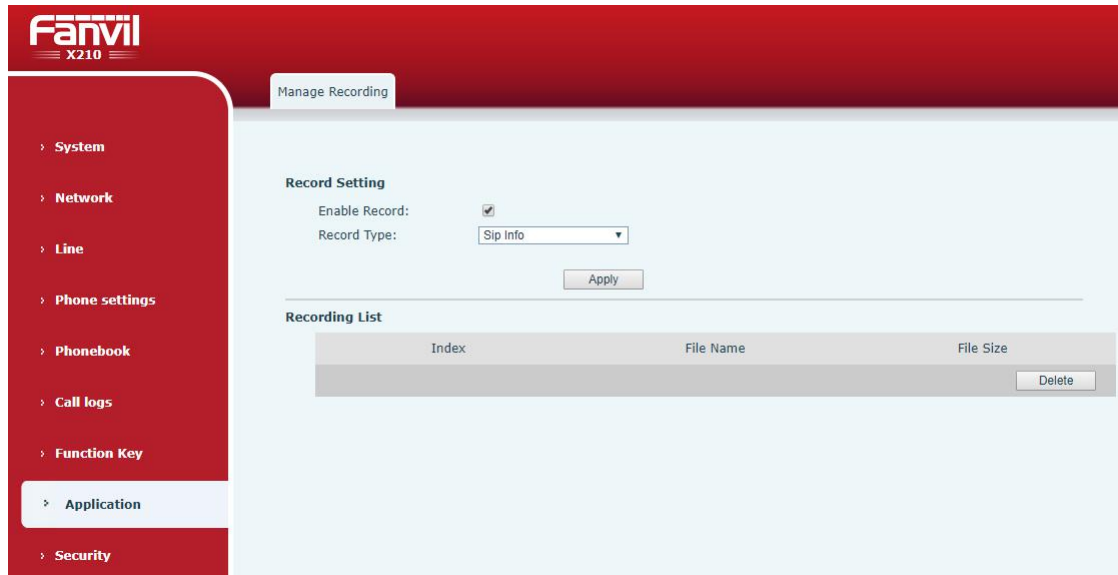 Fanvil
X210
Manage Recording
› System
› Network
› Line
› Phone settings
› Phonebook
› Call logs
› Function Key
› Application
› Security
Record Setting
Enable Record:
Record Type: Sip Info
Apply
Recording List
Index File Name File Size
Delete